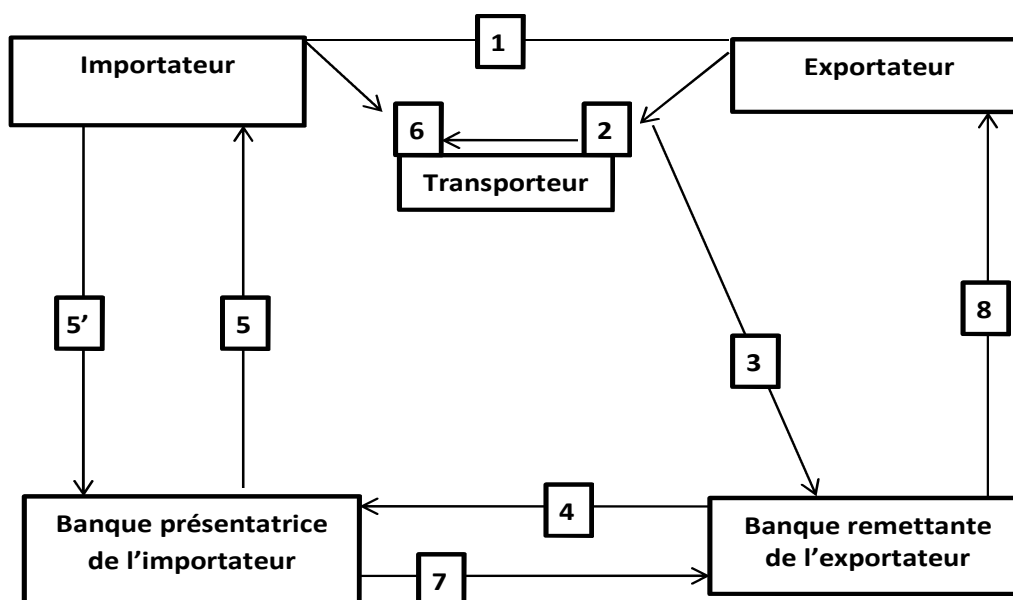 1
Importateur
Exportateur
6
2
Transporteur
5’
5
8
3
4
Banque présentatrice
de l’importateur
Banque remettante
de l’exportateur
7